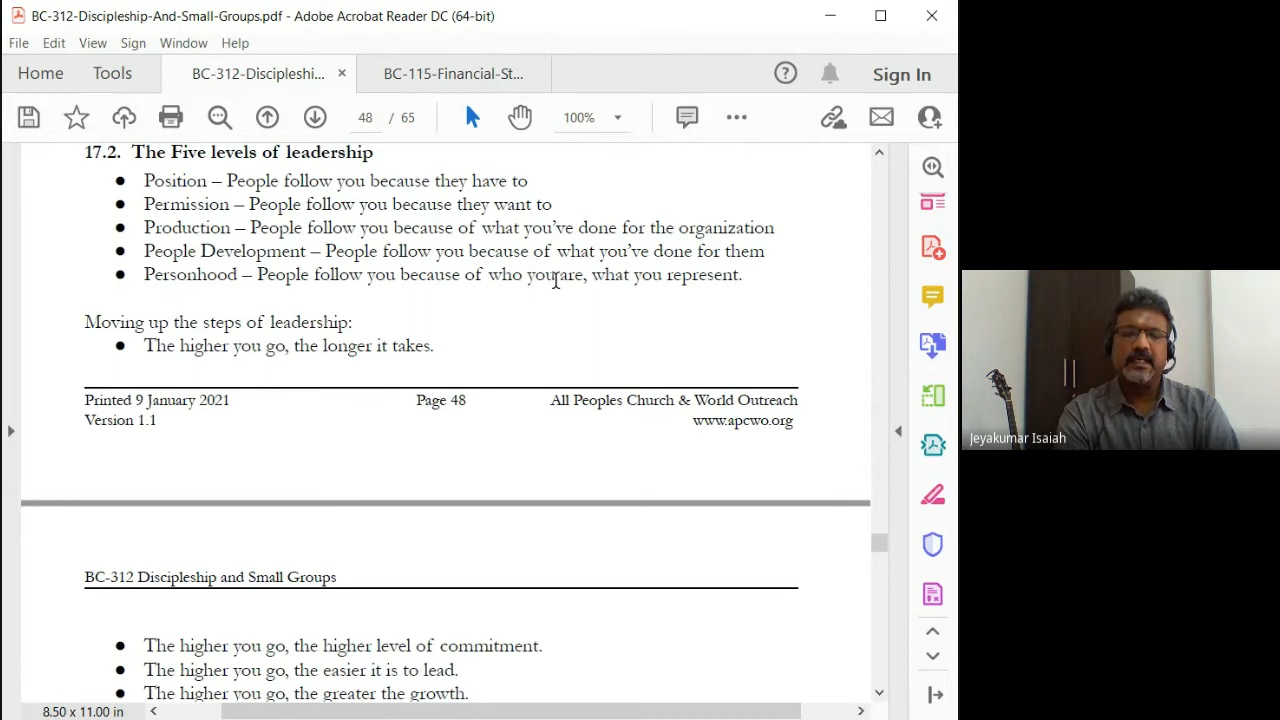 BC-312-Discipleship-And-Small-Groups.pdf - Adobe Acrobat Reader DC (64-bit)
File Edit View Sign Window Help
Home Tools BC-312-Discipleshi... × BC-115-Financial-St... Sign In
48 / 65 100%
17.2. The Five levels of leadership
● Position – People follow you because they have to
● Permission – People follow you because they want to
● Production – People follow you because of what you’ve done for the organization
● People Development – People follow you because of what you’ve done for them
● Personhood – People follow you because of who you are, what you represent.
Moving up the steps of leadership:
● The higher you go, the longer it takes.
Printed 9 January 2021 Page 48 All Peoples Church & World Outreach
Version 1.1 www.apcwo.org
Jeyakumar Isaiah
BC-312 Discipleship and Small Groups
● The higher you go, the higher level of commitment.
● The higher you go, the easier it is to lead.
● The higher you go, the greater the growth.
8.50 x 11.00 in